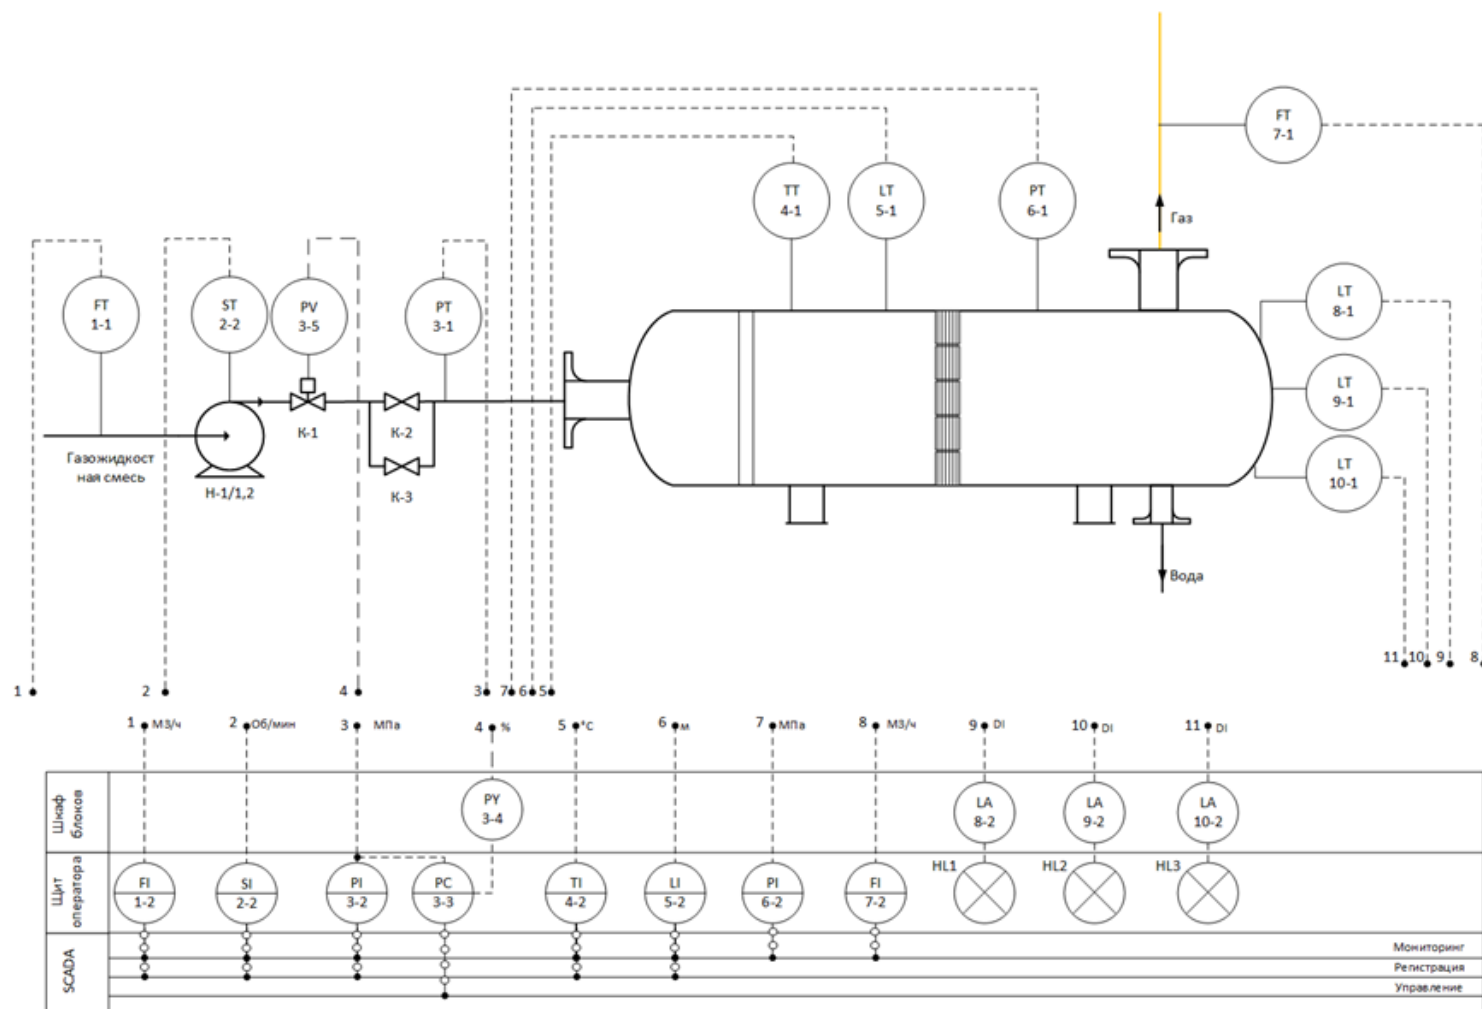 FT
7-1
TT
4-1
LT
5-1
PT
6-1
Газ
FT
1-1
ST
2-2
PV
3-5
PT
3-1
LT
8-1
LT
9-1
LT
10-1
К-1
К-2
К-3
Газожидкост
ная смесь
Н-1/1,2
Вода
1
2
4
3
7
6
5
11
10
9
8
1 М3/ч
2 Об/мин
3 МПа
4 %
5 °С
6 м
7 МПа
8 М3/ч
9 DI
10 DI
11 DI
Шкаф
блоков
PY
3-4
LA
8-2
LA
9-2
LA
10-2
Щит
оператора
FI
1-2
SI
2-2
PI
3-2
PC
3-3
TI
4-2
LI
5-2
PI
6-2
FI
7-2
HL1
HL2
HL3
SCADA
Мониторинг
Регистрация
Управление